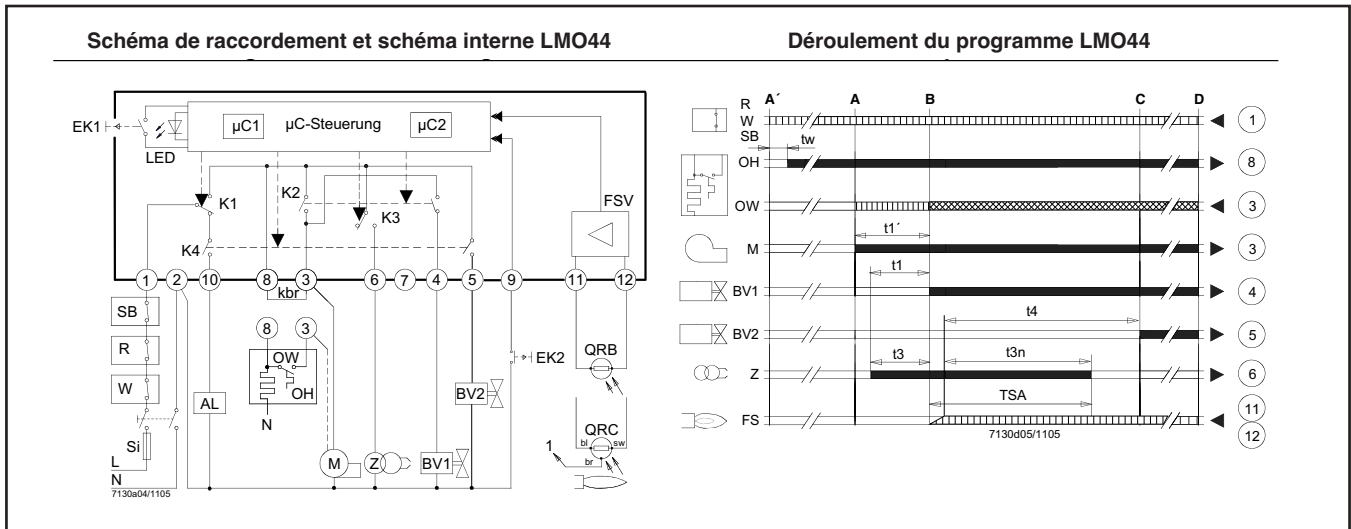 Schéma de raccordement et schéma interne LMO44
EK1
LED
µC1
µC-Steuerung
µC2
K1
K2
K3
FSV
K4
1
2
10
8
3
6
7
4
5
9
11
12
kbr
SB
R
W
Si
L
N
7130a04/1105
AL
8
3
OW
OH
N
M
Z
BV1
BV2
EK2
QRB
QRC
bl
sw
br
1
Déroulement du programme LMO44
A´
A
B
C
D
R
W
SB
1
tw
OH
8
OW
3
t1´
M
3
t1
BV1
4
t4
BV2
5
t3
t3n
Z
6
TSA
FS
11
12
7130d05/1105